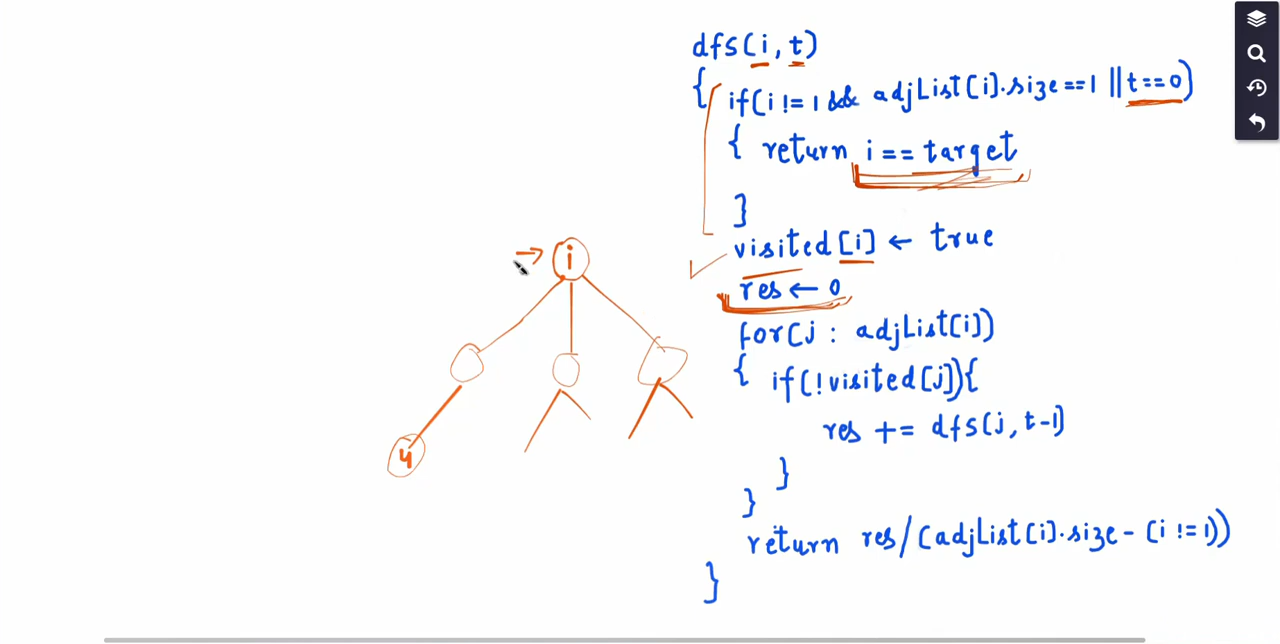 dfs(i, t)
{ if(i != 1 && adjList[i].size==1 || t==0)
{ return i == target
}
visited[i] ← true
res ← 0
for(j : adjList[i])
{ if(!visited[j]){
res += dfs(j, t-1)
}
}
return res/(adjList[i].size - (i != 1))
}
i
4